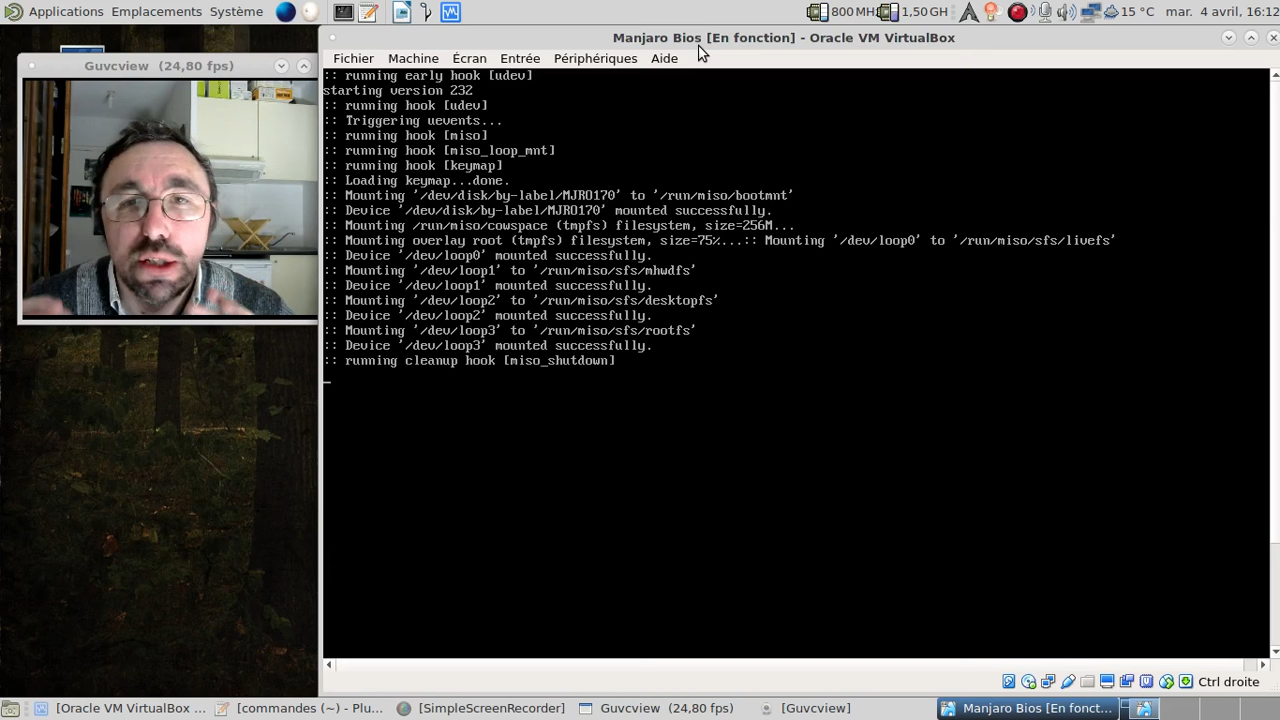 Applications Emplacements Système
800 MH 1,50 GH 15 °C mar. 4 avril, 16:12
Guvcview (24,80 fps)
Manjaro Bios [En fonction] - Oracle VM VirtualBox
Fichier Machine Écran Entrée Périphériques Aide
:: running early hook [udev]
starting version 232
:: running hook [udev]
:: Triggering uevents...
:: running hook [miso]
:: running hook [miso_loop_mnt]
:: running hook [keymap]
:: Loading keymap...done.
:: Mounting '/dev/disk/by-label/MJRO170' to '/run/miso/bootmnt'
:: Device '/dev/disk/by-label/MJRO170' mounted successfully.
:: Mounting /run/miso/cowspace (tmpfs) filesystem, size=256M...
:: Mounting overlay root (tmpfs) filesystem, size=75%...:: Mounting '/dev/loop0' to '/run/miso/sfs/livefs'
:: Device '/dev/loop0' mounted successfully.
:: Mounting '/dev/loop1' to '/run/miso/sfs/mhwdfs'
:: Device '/dev/loop1' mounted successfully.
:: Mounting '/dev/loop2' to '/run/miso/sfs/desktopfs'
:: Device '/dev/loop2' mounted successfully.
:: Mounting '/dev/loop3' to '/run/miso/sfs/rootfs'
:: Device '/dev/loop3' mounted successfully.
:: running cleanup hook [miso_shutdown]
Ctrl droite
[Oracle VM VirtualBox ... [commandes (~) - Plu... [SimpleScreenRecorder] Guvcview (24,80 fps) [Guvcview] Manjaro Bios [En fonct...